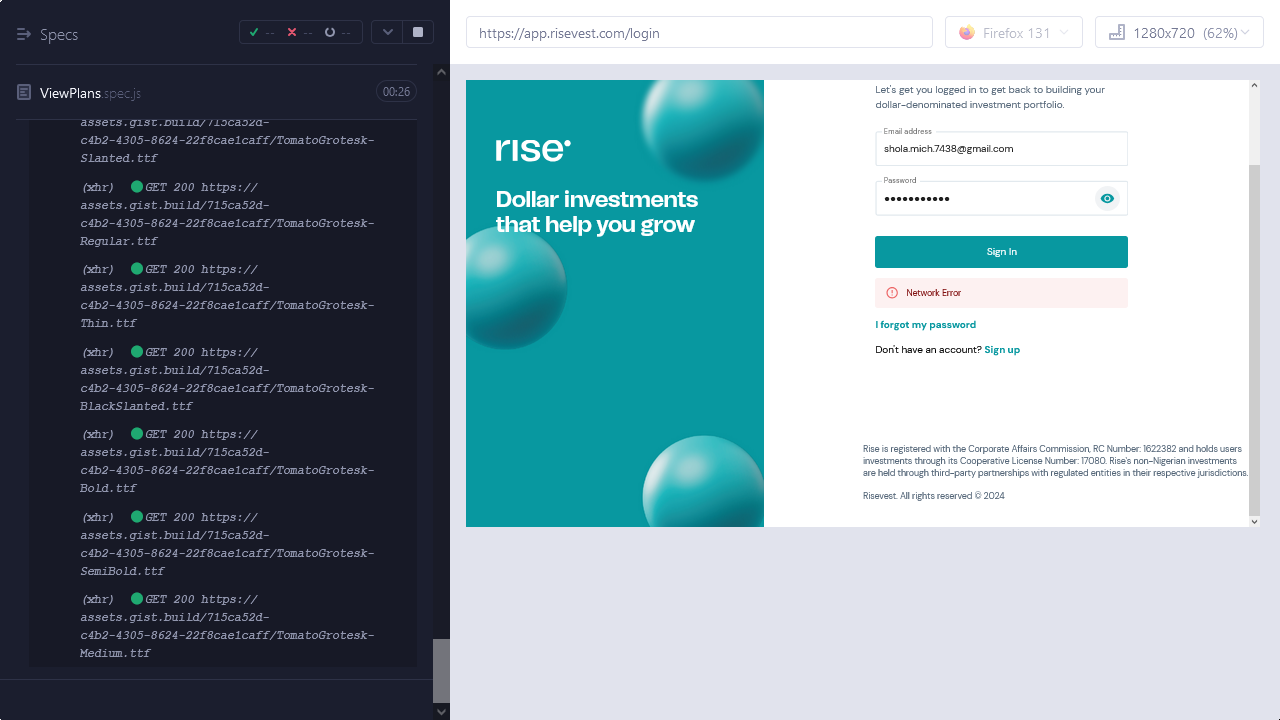 Specs
--
--
--
ViewPlans.spec.js
00:26
assets.gist.build/715ca52d-
c4b2-4305-8624-22f8cae1caff/TomatoGrotesk-
Slanted.ttf
(xhr) GET 200 https://
assets.gist.build/715ca52d-
c4b2-4305-8624-22f8cae1caff/TomatoGrotesk-
Regular.ttf
(xhr) GET 200 https://
assets.gist.build/715ca52d-
c4b2-4305-8624-22f8cae1caff/TomatoGrotesk-
Thin.ttf
(xhr) GET 200 https://
assets.gist.build/715ca52d-
c4b2-4305-8624-22f8cae1caff/TomatoGrotesk-
BlackSlanted.ttf
(xhr) GET 200 https://
assets.gist.build/715ca52d-
c4b2-4305-8624-22f8cae1caff/TomatoGrotesk-
Bold.ttf
(xhr) GET 200 https://
assets.gist.build/715ca52d-
c4b2-4305-8624-22f8cae1caff/TomatoGrotesk-
SemiBold.ttf
(xhr) GET 200 https://
assets.gist.build/715ca52d-
c4b2-4305-8624-22f8cae1caff/TomatoGrotesk-
Medium.ttf
https://app.risevest.com/login
Firefox 131
1280x720 (62%)
rise
Dollar investments
that help you grow
Let's get you logged in to get back to building your
dollar-denominated investment portfolio.
Email address
shola.mich.7438@gmail.com
Password
•••••••••••
Sign In
Network Error
I forgot my password
Don't have an account? Sign up
Rise is registered with the Corporate Affairs Commission, RC Number: 1622382 and holds users
investments through its Cooperative License Number: 17080. Rise's non-Nigerian investments
are held through third-party partnerships with regulated entities in their respective jurisdictions.
Risevest. All rights reserved © 2024